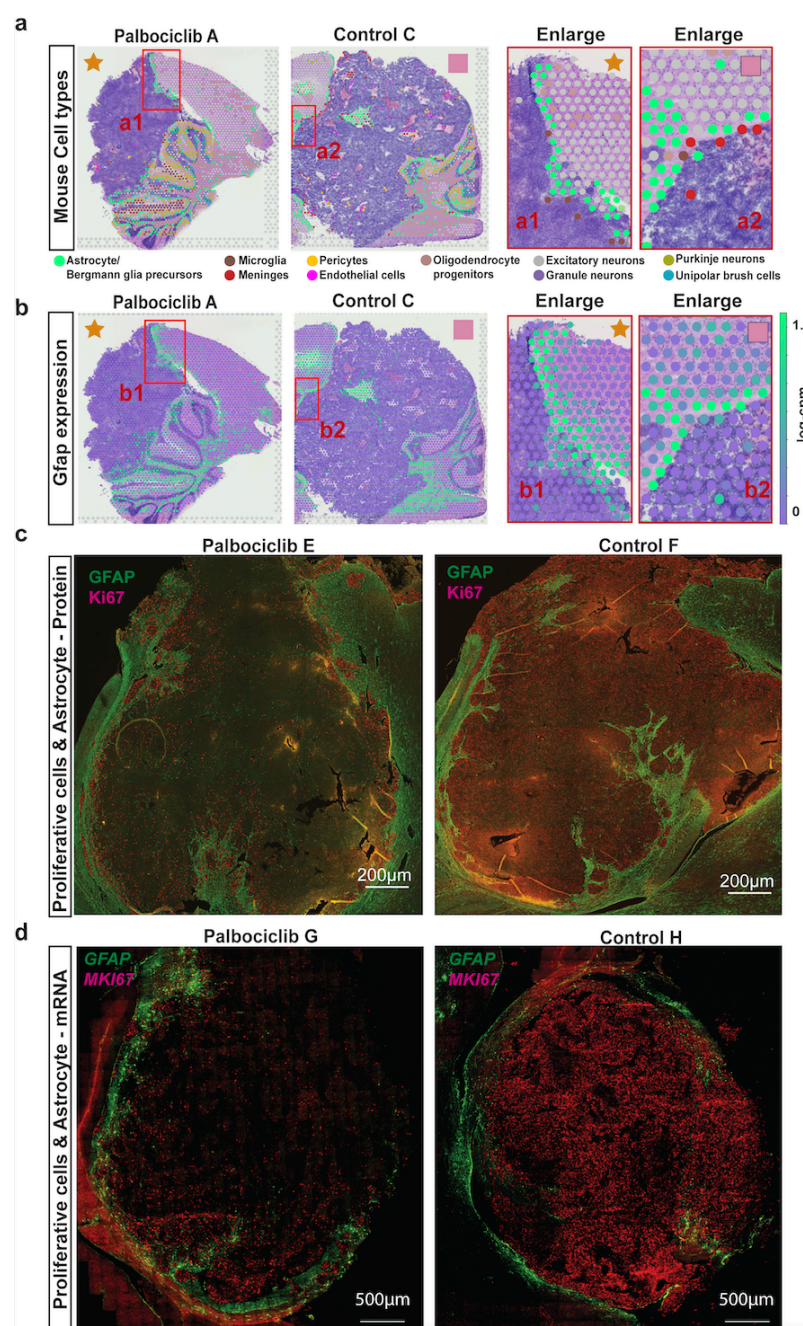 a
Palbociclib A
Control C
Enlarge
Enlarge
Mouse Cell types
a1
a2
a1
a2
Astrocyte/
Bergmann glia precursors
Microglia
Meninges
Pericytes
Endothelial cells
Oligodendrocyte
progenitors
Excitatory neurons
Granule neurons
Purkinje neurons
Unipolar brush cells
b
Palbociclib A
Control C
Enlarge
Enlarge
Gfap expression
b1
b2
b1
b2
1.
0
c
Palbociclib E
Control F
Proliferative cells & Astrocyte - Protein
GFAP
Ki67
GFAP
Ki67
200µm
200µm
d
Palbociclib G
Control H
Proliferative cells & Astrocyte - mRNA
GFAP
MKI67
GFAP
MKI67
500µm
500µm